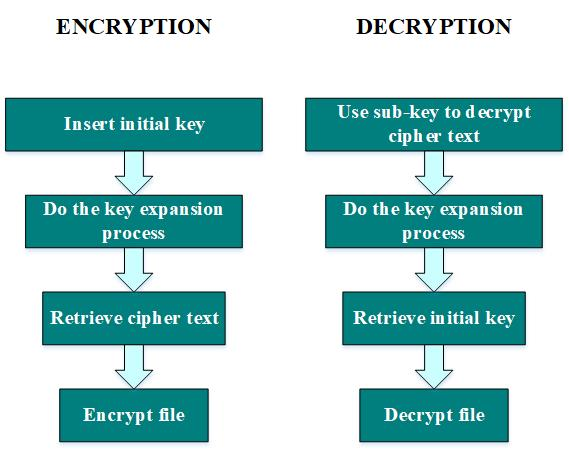 ENCRYPTION
Insert initial key
Do the key expansion
process
Retrieve cipher text
Encrypt file
DECRYPTION
Use sub-key to decrypt
cipher text
Do the key expansion
process
Retrieve initial key
Decrypt file